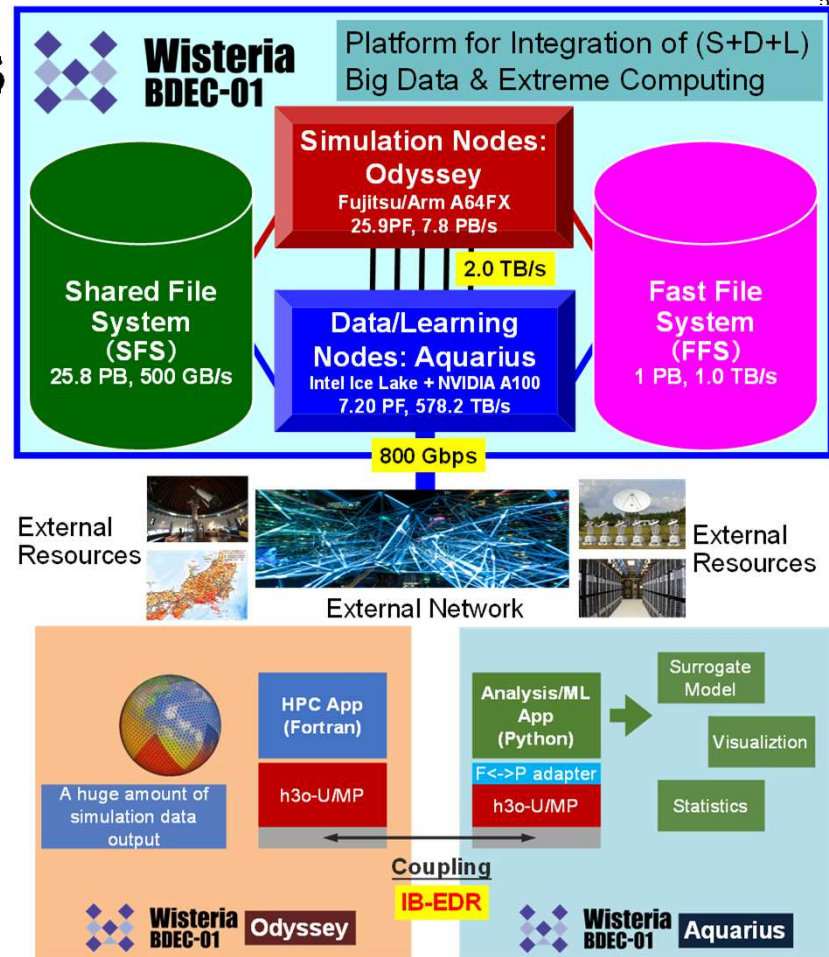 Wisteria
BDEC-01
Platform for Integration of (S+D+L)
Big Data & Extreme Computing
Simulation Nodes:
Odyssey
Fujitsu/Arm A64FX
25.9PF, 7.8 PB/s
2.0 TB/s
Shared File
System
(SFS)
25.8 PB, 500 GB/s
Data/Learning
Nodes: Aquarius
Intel Ice Lake + NVIDIA A100
7.20 PF, 578.2 TB/s
Fast File
System
(FFS)
1 PB, 1.0 TB/s
800 Gbps
External
Resources
External Network
External
Resources
HPC App
(Fortran)
h3o-U/MP
A huge amount of
simulation data
output
Analysis/ML
App
(Python)
F<->P adapter
h3o-U/MP
Surrogate
Model
Visualiztion
Statistics
Coupling
IB-EDR
Wisteria
BDEC-01
Odyssey
Wisteria
BDEC-01
Aquarius